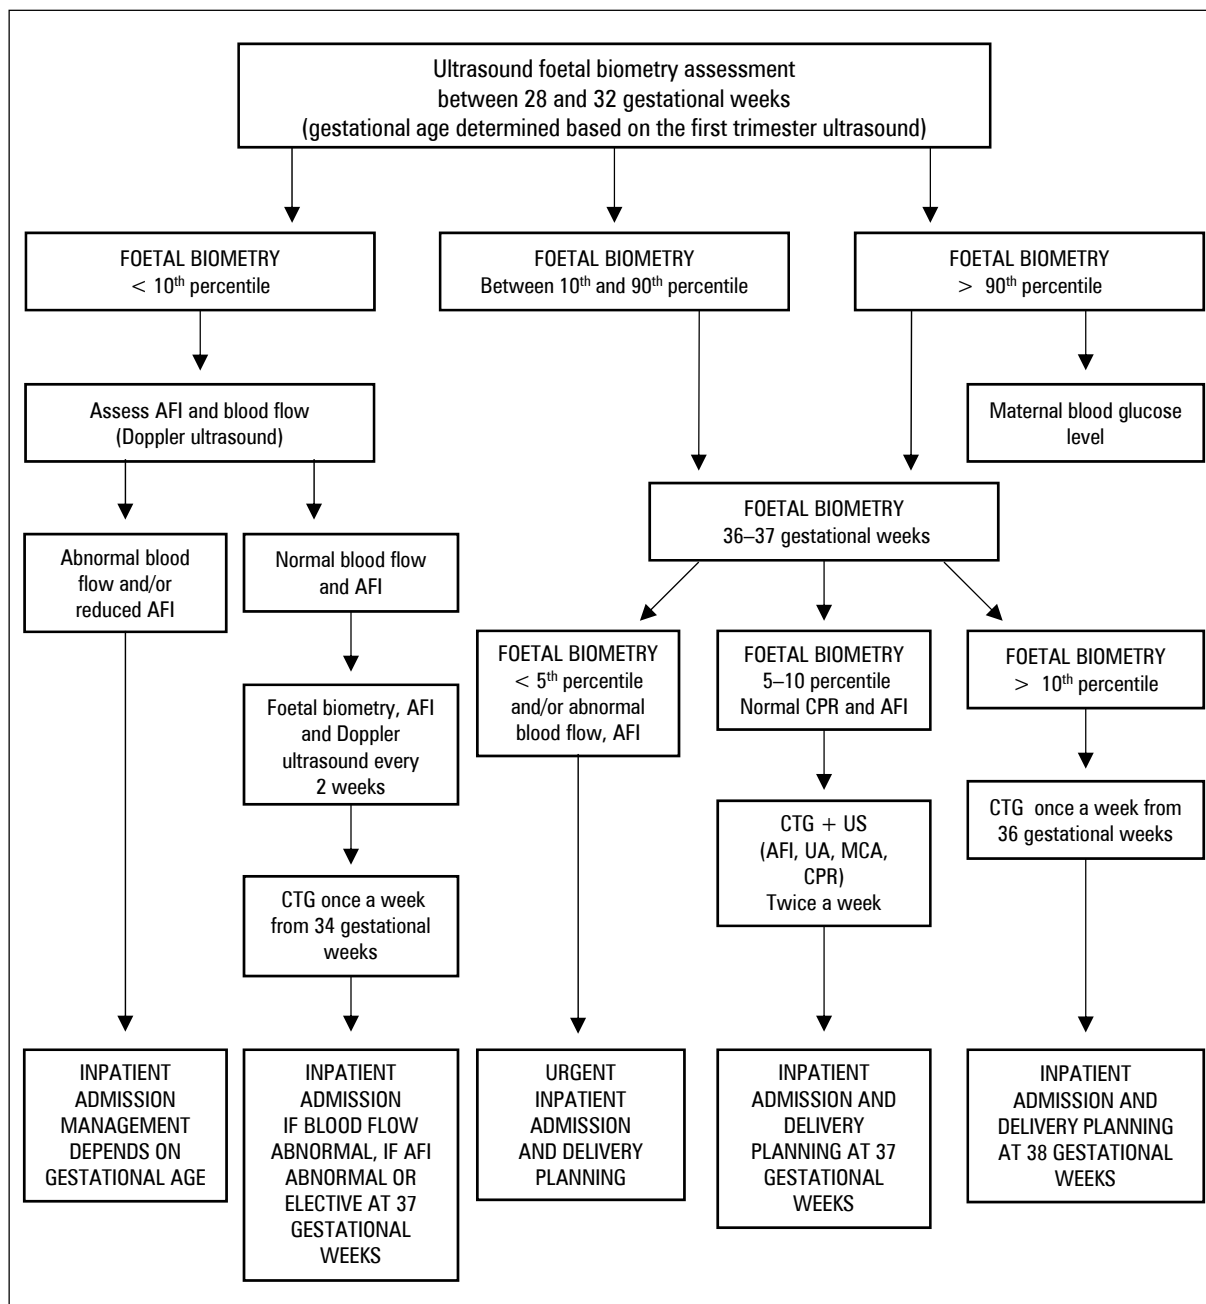 Ultrasound foetal biometry assessment
between 28 and 32 gestational weeks
(gestational age determined based on the first trimester ultrasound)
FOETAL BIOMETRY
< 10th percentile
FOETAL BIOMETRY
Between 10th and 90th percentile
FOETAL BIOMETRY
> 90th percentile
Assess AFI and blood flow
(Doppler ultrasound)
Maternal blood glucose
level
FOETAL BIOMETRY
36–37 gestational weeks
Abnormal blood
flow and/or
reduced AFI
Normal blood flow
and AFI
FOETAL BIOMETRY
< 5th percentile
and/or abnormal
blood flow, AFI
FOETAL BIOMETRY
5–10 percentile
Normal CPR and AFI
FOETAL BIOMETRY
> 10th percentile
Foetal biometry, AFI
and Doppler
ultrasound every
2 weeks
CTG + US
(AFI, UA, MCA,
CPR)
Twice a week
CTG once a week from
36 gestational weeks
CTG once a week
from 34 gestational
weeks
INPATIENT
ADMISSION
MANAGEMENT
DEPENDS ON
GESTATIONAL AGE
INPATIENT
ADMISSION
IF BLOOD FLOW
ABNORMAL, IF AFI
ABNORMAL OR
ELECTIVE AT 37
GESTATIONAL
WEEKS
URGENT
INPATIENT
ADMISSION
AND DELIVERY
PLANNING
INPATIENT
ADMISSION AND
DELIVERY
PLANNING AT 37
GESTATIONAL
WEEKS
INPATIENT
ADMISSION AND
DELIVERY PLANNING
AT 38 GESTATIONAL
WEEKS